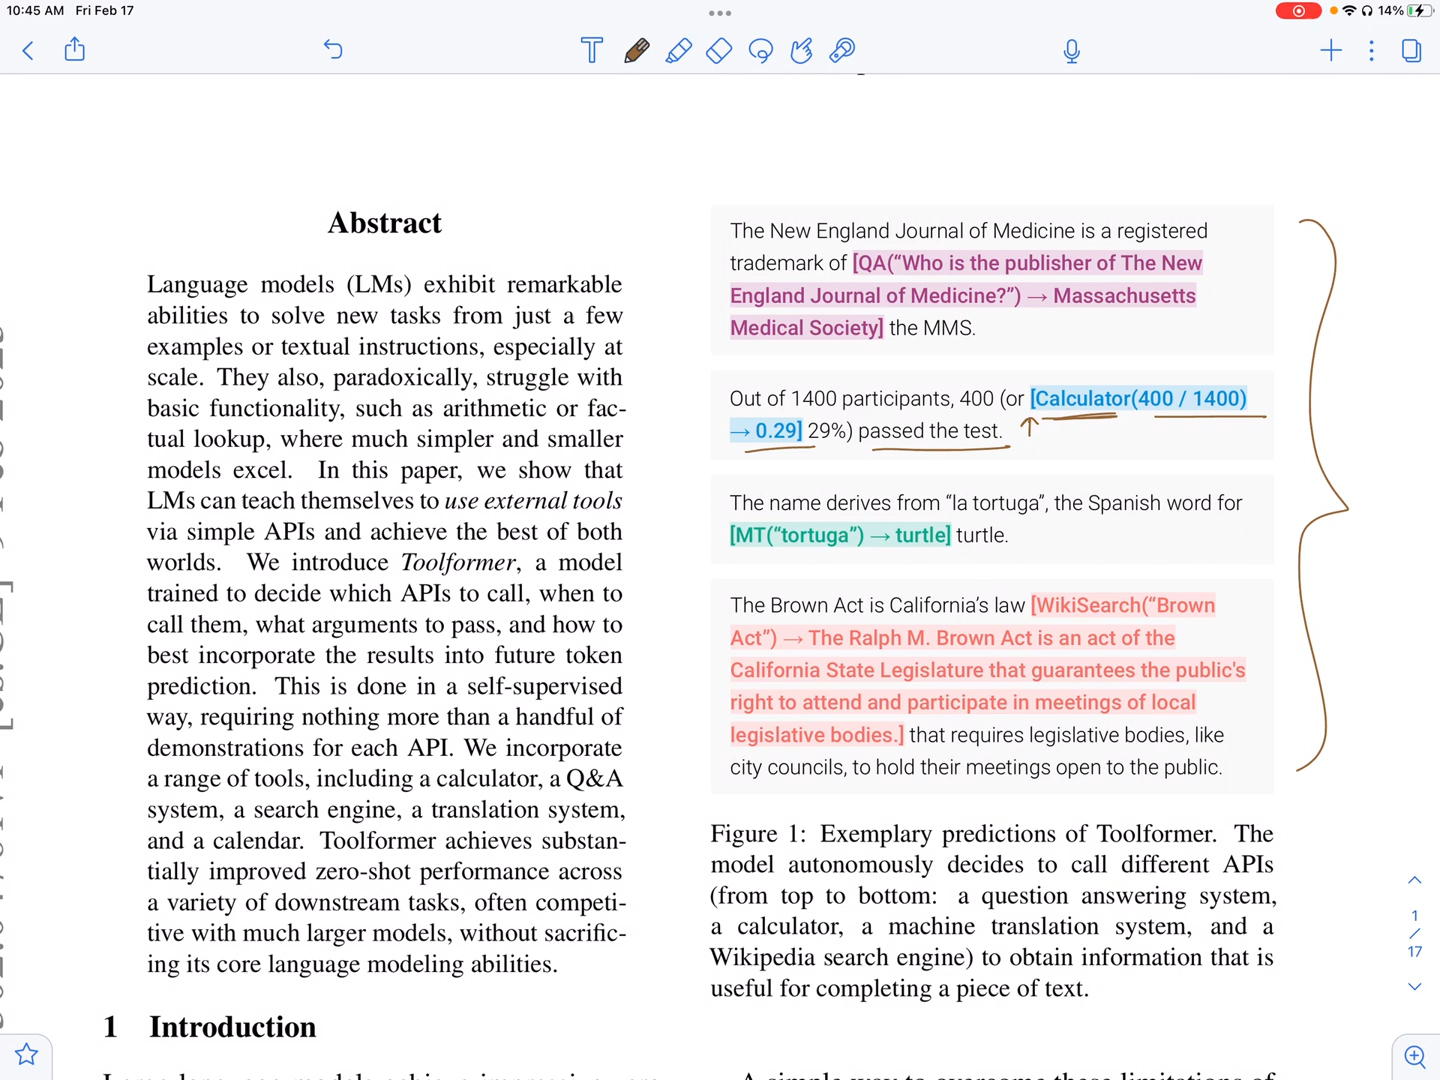 10:45 AM Fri Feb 17
14%
Abstract
Language models (LMs) exhibit remarkable
abilities to solve new tasks from just a few
examples or textual instructions, especially at
scale. They also, paradoxically, struggle with
basic functionality, such as arithmetic or fac-
tual lookup, where much simpler and smaller
models excel. In this paper, we show that
LMs can teach themselves to use external tools
via simple APIs and achieve the best of both
worlds. We introduce Toolformer, a model
trained to decide which APIs to call, when to
call them, what arguments to pass, and how to
best incorporate the results into future token
prediction. This is done in a self-supervised
way, requiring nothing more than a handful of
demonstrations for each API. We incorporate
a range of tools, including a calculator, a Q&A
system, a search engine, a translation system,
and a calendar. Toolformer achieves substan-
tially improved zero-shot performance across
a variety of downstream tasks, often competi-
tive with much larger models, without sacrific-
ing its core language modeling abilities.
1 Introduction
The New England Journal of Medicine is a registered
trademark of [QA(“Who is the publisher of The New
England Journal of Medicine?”) → Massachusetts
Medical Society] the MMS.
Out of 1400 participants, 400 (or [Calculator(400 / 1400)
→ 0.29] 29%) passed the test.
The name derives from “la tortuga”, the Spanish word for
[MT(“tortuga”) → turtle] turtle.
The Brown Act is California’s law [WikiSearch(“Brown
Act”) → The Ralph M. Brown Act is an act of the
California State Legislature that guarantees the public's
right to attend and participate in meetings of local
legislative bodies.] that requires legislative bodies, like
city councils, to hold their meetings open to the public.
Figure 1: Exemplary predictions of Toolformer. The
model autonomously decides to call different APIs
(from top to bottom: a question answering system,
a calculator, a machine translation system, and a
Wikipedia search engine) to obtain information that is
useful for completing a piece of text.
A simple way to overcome these limitations of
1
/
17